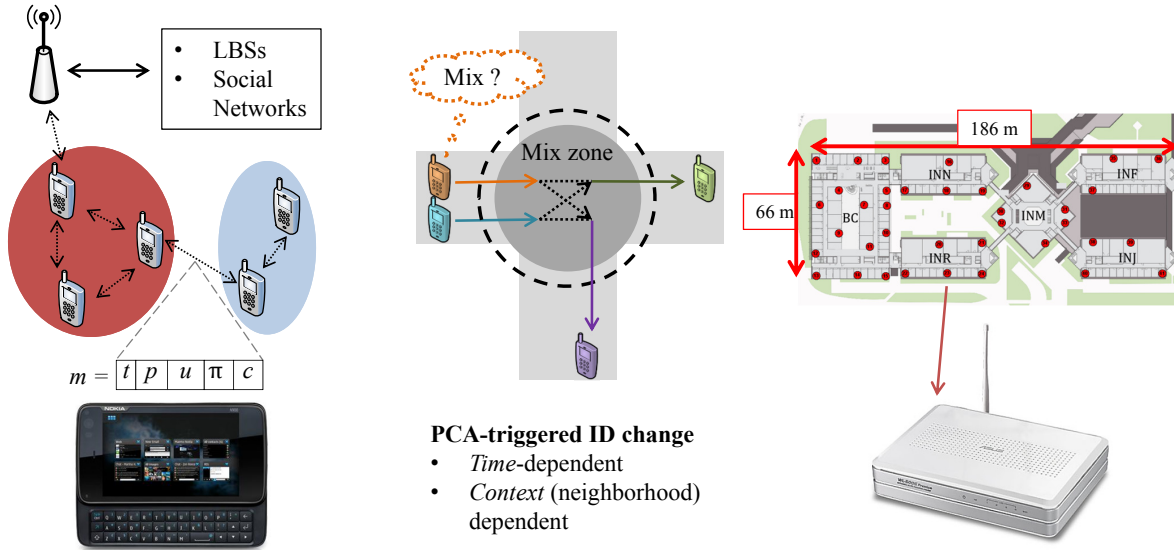 • LBSs
• Social
Networks
m = t p u π c
NOKIA
Mix ?
Mix zone
PCA-triggered ID change
• Time-dependent
• Context (neighborhood)
dependent
186 m
66 m
INN
INF
BC
INM
INR
INJ